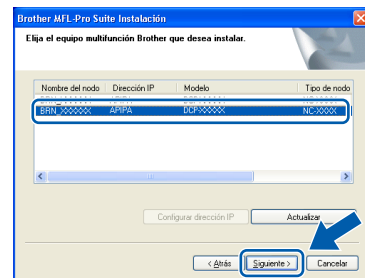 Brother MFL-Pro Suite Instalación
Elija el equipo multifunción Brother que desea instalar.
Nombre del nodo Dirección IP Modelo Tipo de nodo
BRN_XXXXXX APIPA DCP-XXXXX NC-XXXX
Configurar dirección IP Actualizar
< Atrás Siguiente > Cancelar